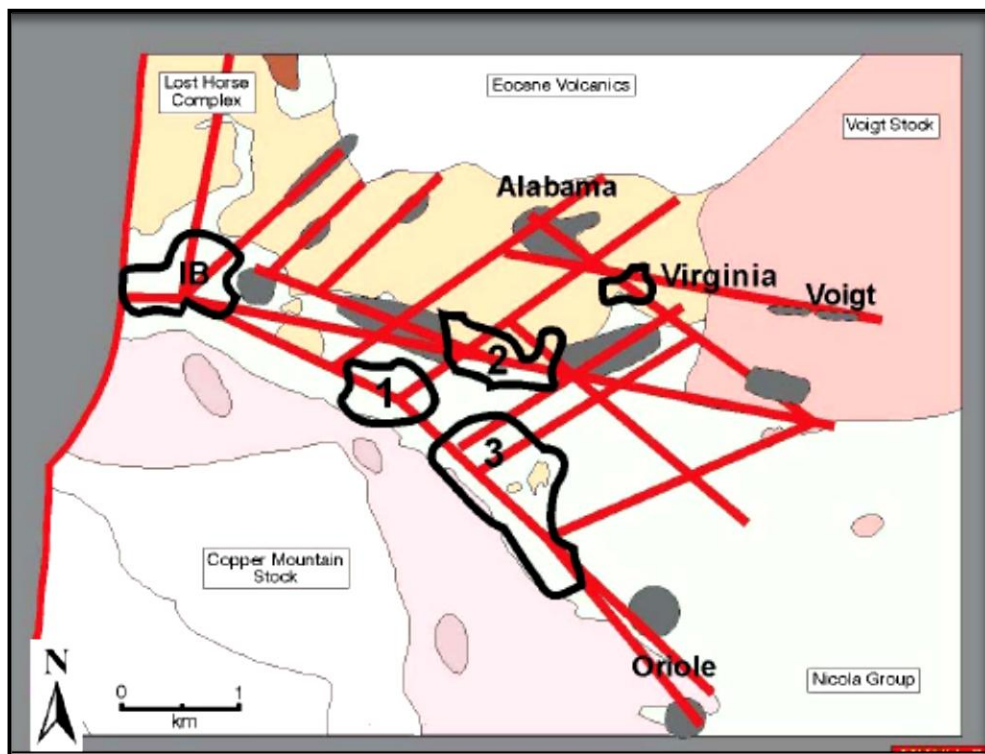 Lost Horse
Complex
Eocene Volcanics
Voigt Stock
Alabama
IB
Virginia
Voigt
2
1
3
Copper Mountain
Stock
N
Oriole
0 1
km
Nicola Group